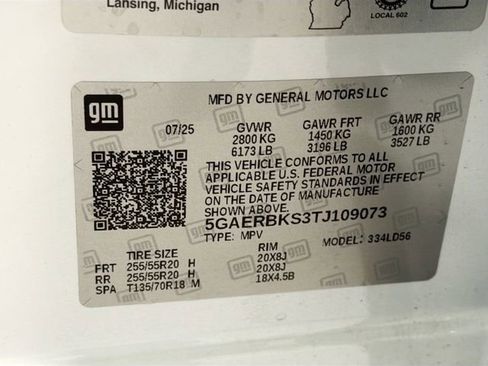 Lansing, Michigan
LOCAL 602
gm
MFD BY GENERAL MOTORS LLC
07/25
GVWR GAWR FRT GAWR RR
2800 KG 1450 KG 1600 KG
6173 LB 3196 LB 3527 LB
THIS VEHICLE CONFORMS TO ALL
APPLICABLE U.S. FEDERAL MOTOR
VEHICLE SAFETY STANDARDS IN EFFECT
ON THE DATE OF MANUFACTURE
SHOWN ABOVE.
5GAERBKS3TJ109073
TYPE: MPV MODEL: 334LD56
TIRE SIZE RIM
FRT 255/55R20 H 20X8J
RR 255/55R20 H 20X8J
SPA T135/70R18 M 18X4.5B